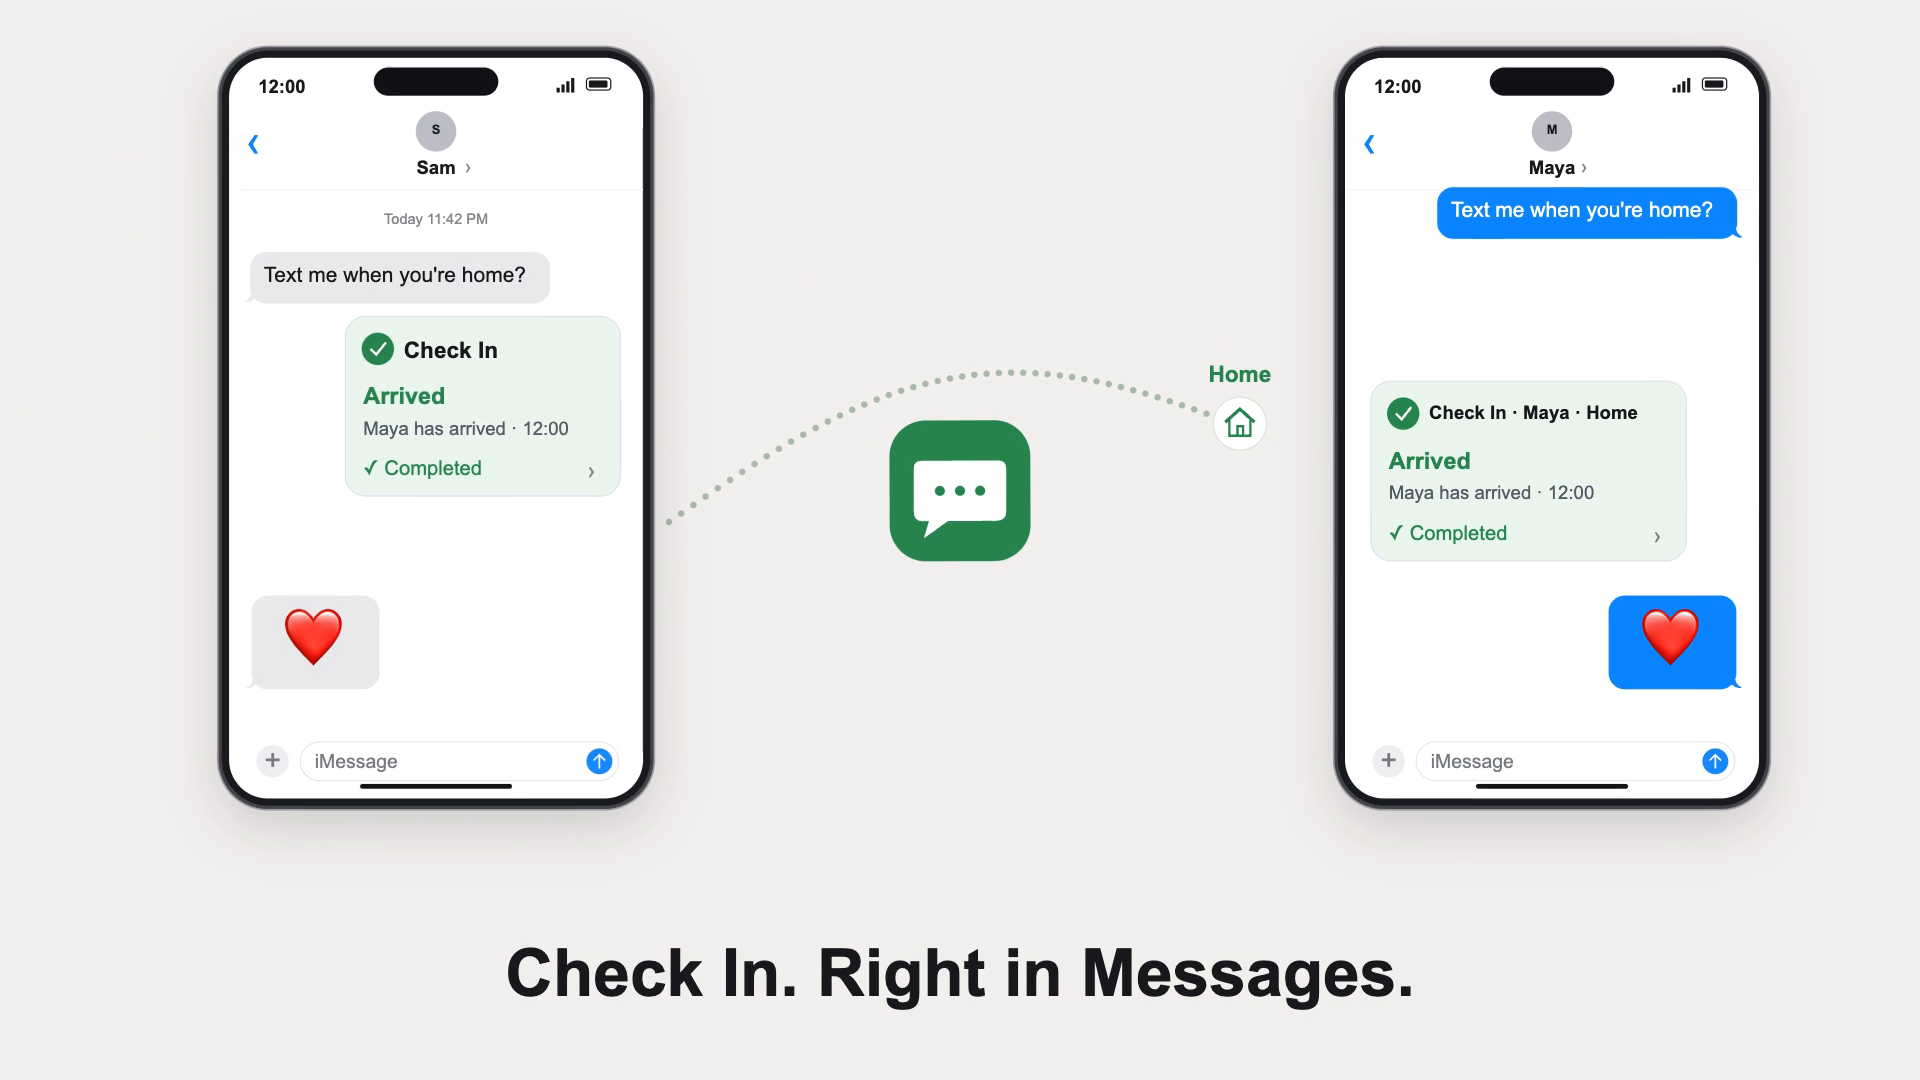 12:00
S
Sam ›
Today 11:42 PM
Text me when you're home?
Check In
Arrived
Maya has arrived · 12:00
✓ Completed ›
iMessage
Home
12:00
M
Maya ›
Text me when you're home?
Check In · Maya · Home
Arrived
Maya has arrived · 12:00
✓ Completed ›
iMessage
Check In. Right in Messages.